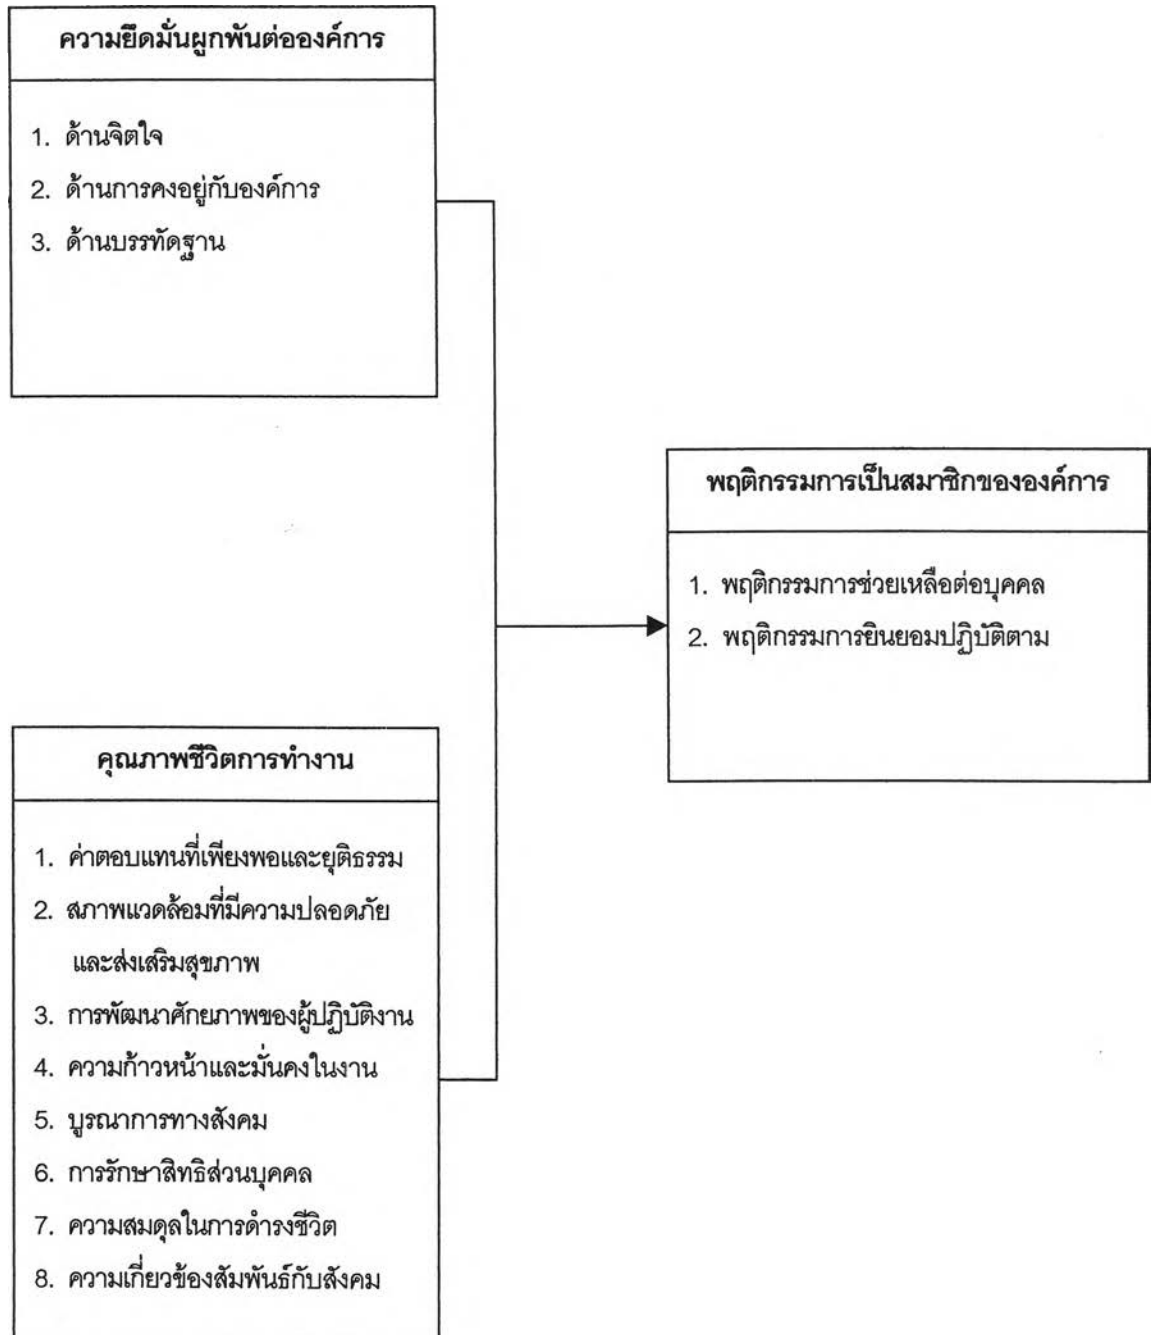 ความยึดมั่นผูกพันต่อองค์การ
1. ด้านจิตใจ
2. ด้านการคงอยู่กับองค์การ
3. ด้านบรรทัดฐาน
พฤติกรรมการเป็นสมาชิกขององค์การ
1. พฤติกรรมการช่วยเหลือต่อบุคคล
2. พฤติกรรมการยินยอมปฏิบัติตาม
คุณภาพชีวิตการทำงาน
1. ค่าตอบแทนที่เพียงพอและยุติธรรม
2. สภาพแวดล้อมที่มีความปลอดภัย
และส่งเสริมสุขภาพ
3. การพัฒนาศักยภาพของผู้ปฏิบัติงาน
4. ความก้าวหน้าและมั่นคงในงาน
5. บูรณาการทางสังคม
6. การรักษาสิทธิส่วนบุคคล
7. ความสมดุลในการดำรงชีวิต
8. ความเกี่ยวข้องสัมพันธ์กับสังคม